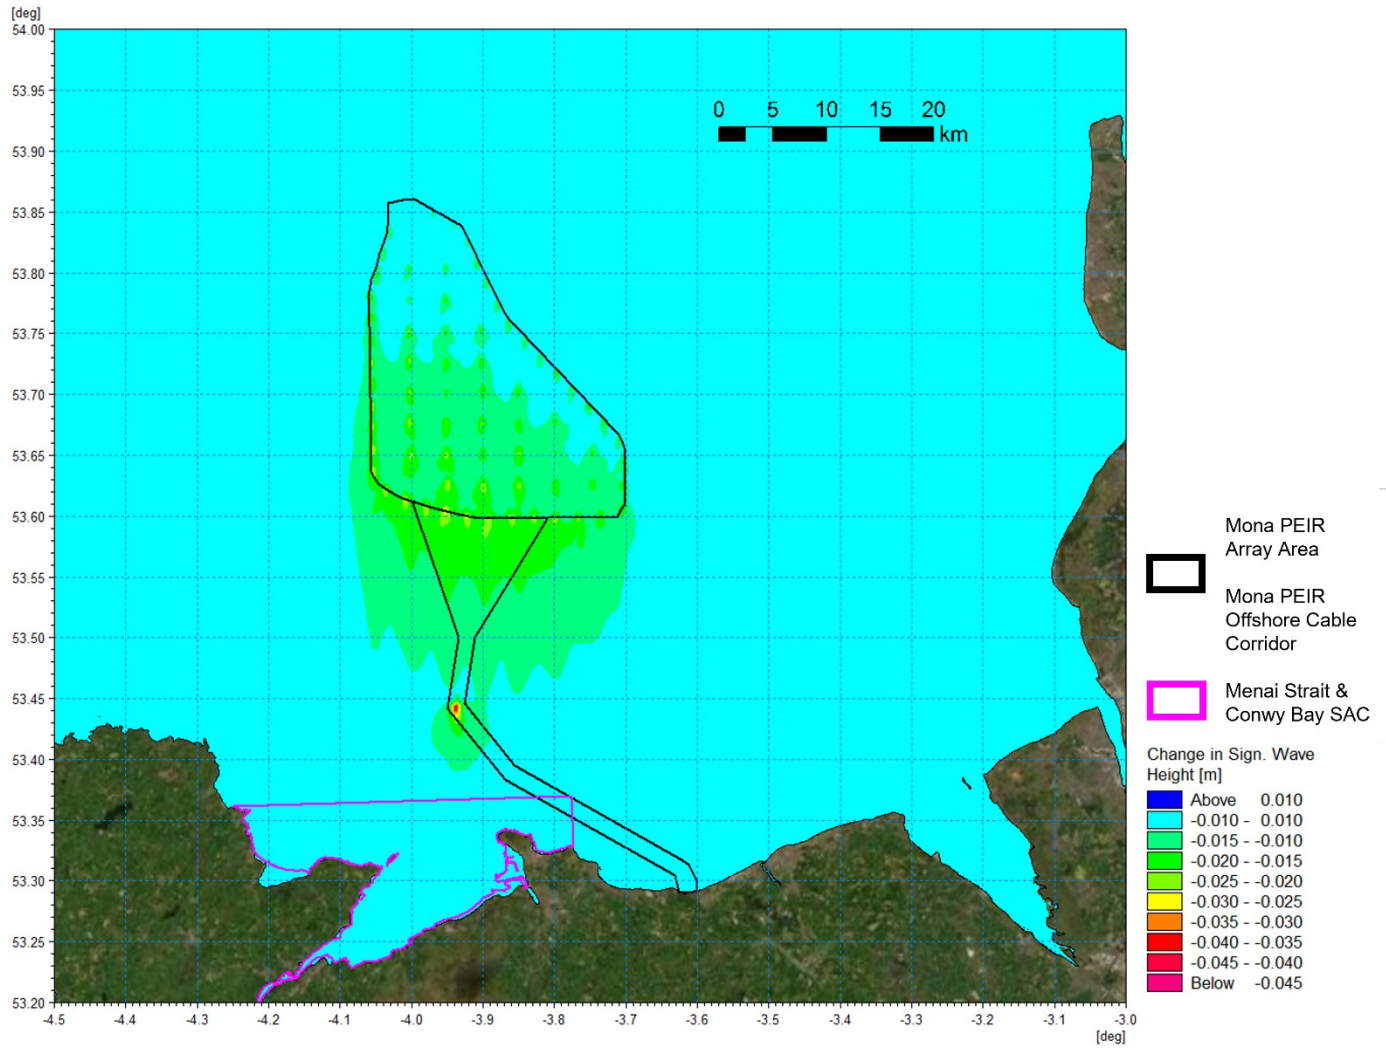 [deg]
54.00
53.95
53.90
53.85
53.80
53.75
53.70
53.65
53.60
53.55
53.50
53.45
53.40
53.35
53.30
53.25
53.20
0 5 10 15 20
km
-4.5 -4.4 -4.3 -4.2 -4.1 -4.0 -3.9 -3.8 -3.7 -3.6 -3.5 -3.4 -3.3 -3.2 -3.1 -3.0
[deg]
Mona PEIR
Array Area
Mona PEIR
Offshore Cable
Corridor
Menai Strait &
Conwy Bay SAC
Change in Sign. Wave
Height [m]
Above 0.010
-0.010 - 0.010
-0.015 - -0.010
-0.020 - -0.015
-0.025 - -0.020
-0.030 - -0.025
-0.035 - -0.030
-0.040 - -0.035
-0.045 - -0.040
Below -0.045